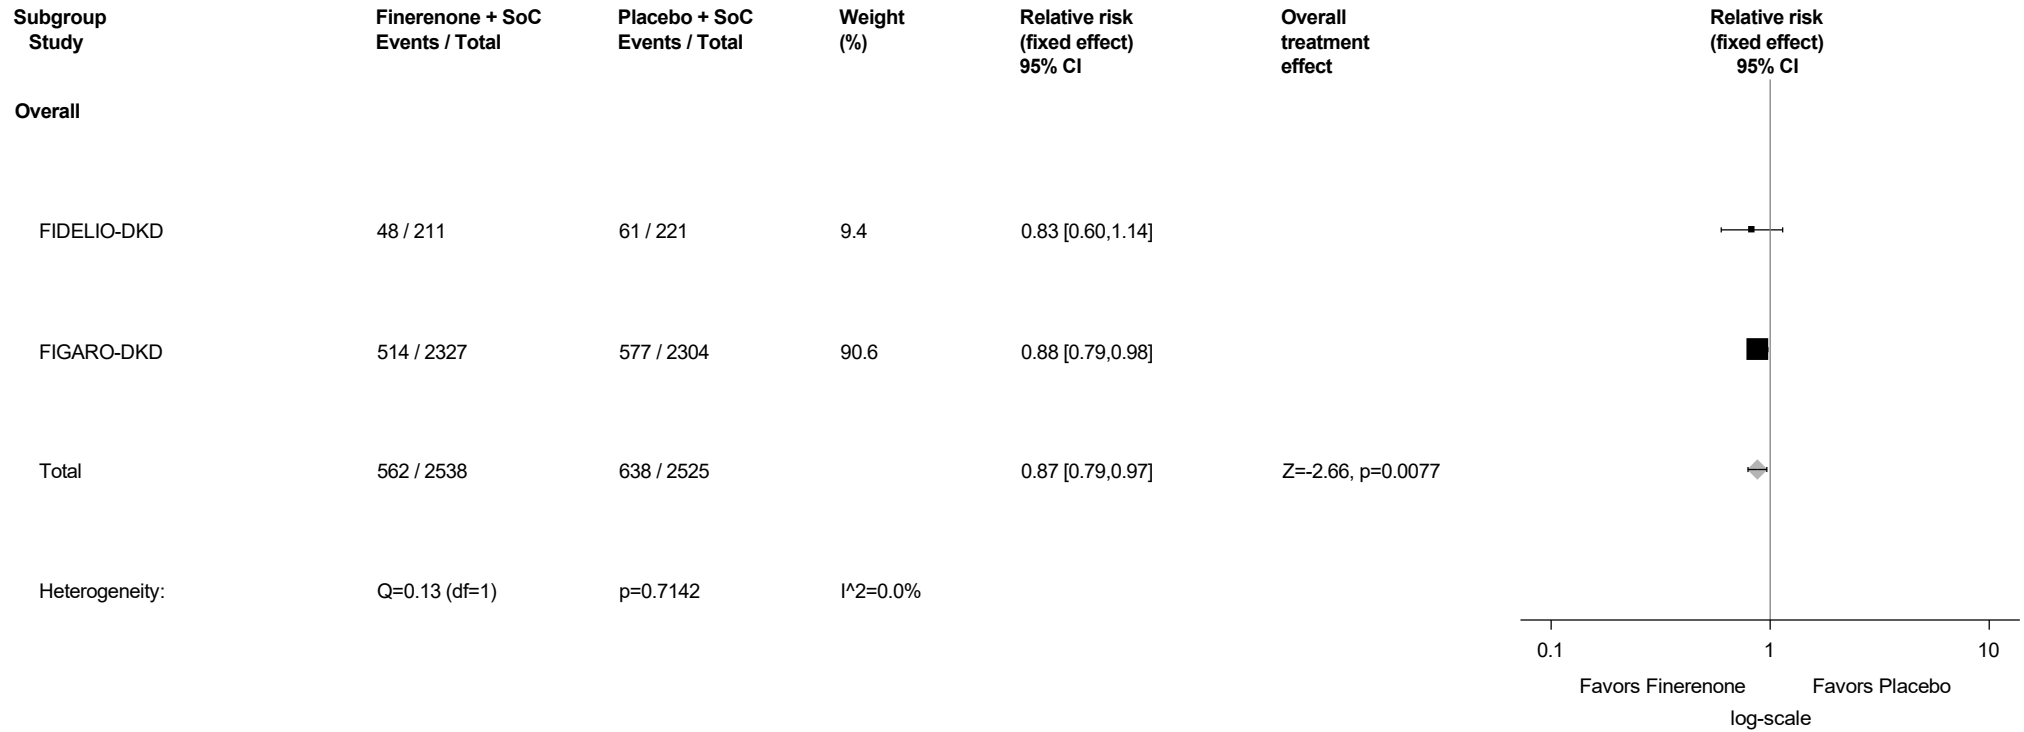 Subgroup Finerenone + SoC Placebo + SoC Weight Relative risk Overall Relative risk
Study Events / Total Events / Total (%) (fixed effect) treatment (fixed effect)
95% CI effect 95% CI
Overall
FIDELIO-DKD 48 / 211 61 / 221 9.4 0.83 [0.60,1.14]
FIGARO-DKD 514 / 2327 577 / 2304 90.6 0.88 [0.79,0.98]
Total 562 / 2538 638 / 2525 0.87 [0.79,0.97] Z=-2.66, p=0.0077
Heterogeneity: Q=0.13 (df=1) p=0.7142 I^2=0.0%
0.1 1 10
Favors Finerenone Favors Placebo
log-scale